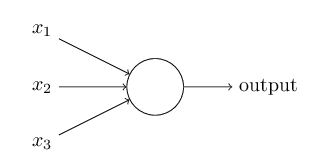 x₁
x₂
output
x₃